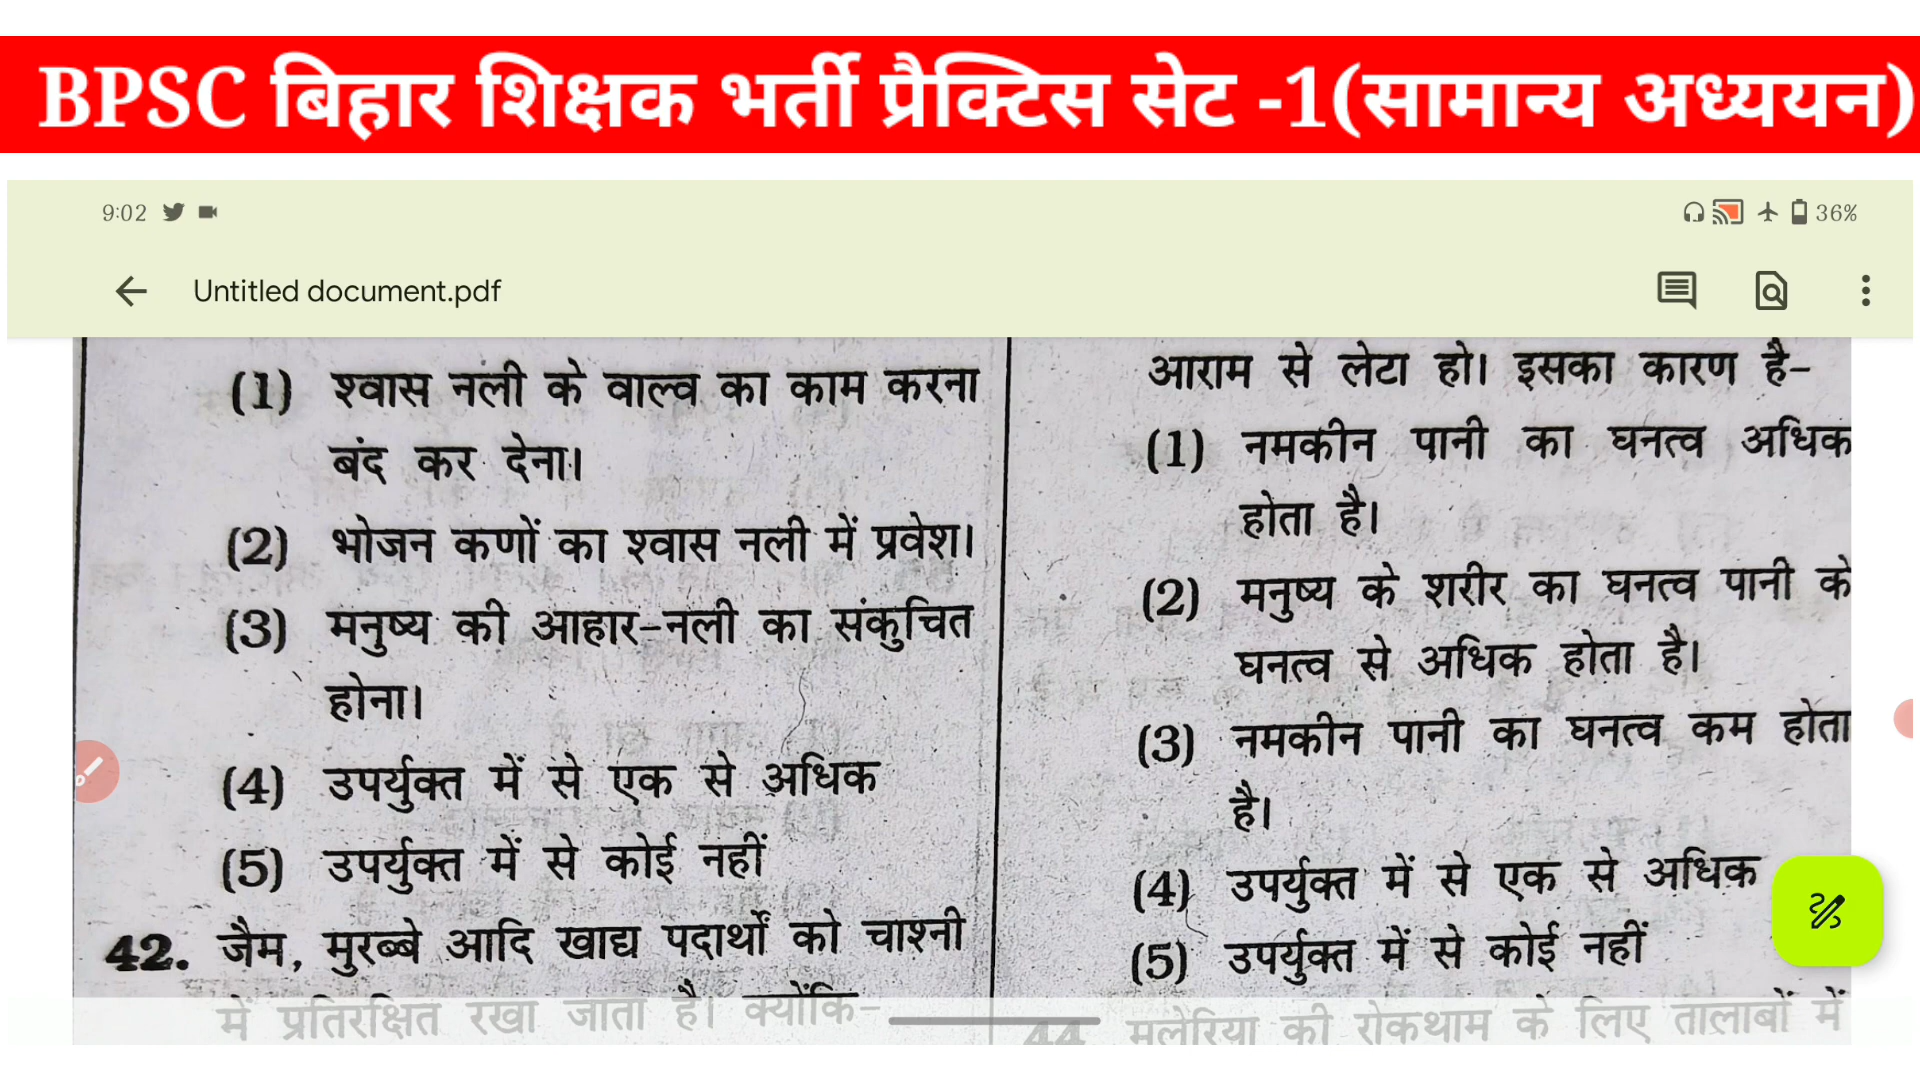 BPSC बिहार शिक्षक भर्ती प्रैक्टिस सेट -1(सामान्य अध्ययन)
9:02
36%
Untitled document.pdf
(1) श्वास नली के वाल्व का काम करना
बंद कर देना।
(2) भोजन कणों का श्वास नली में प्रवेश।
(3) मनुष्य की आहार-नली का संकुचित
होना।
(4) उपर्युक्त में से एक से अधिक
(5) उपर्युक्त में से कोई नहीं
42. जैम, मुरब्बे आदि खाद्य पदार्थों को चाश्नी
में प्रतिरक्षित रखा जाता है। क्योंकि-
आराम से लेटा हो। इसका कारण है-
(1) नमकीन पानी का घनत्व अधिक
होता है।
(2) मनुष्य के शरीर का घनत्व पानी के
घनत्व से अधिक होता है।
(3) नमकीन पानी का घनत्व कम होता
है।
(4) उपर्युक्त में से एक से अधिक
(5) उपर्युक्त में से कोई नहीं
44 मलेरिया की रोकथाम के लिए तालाबों में